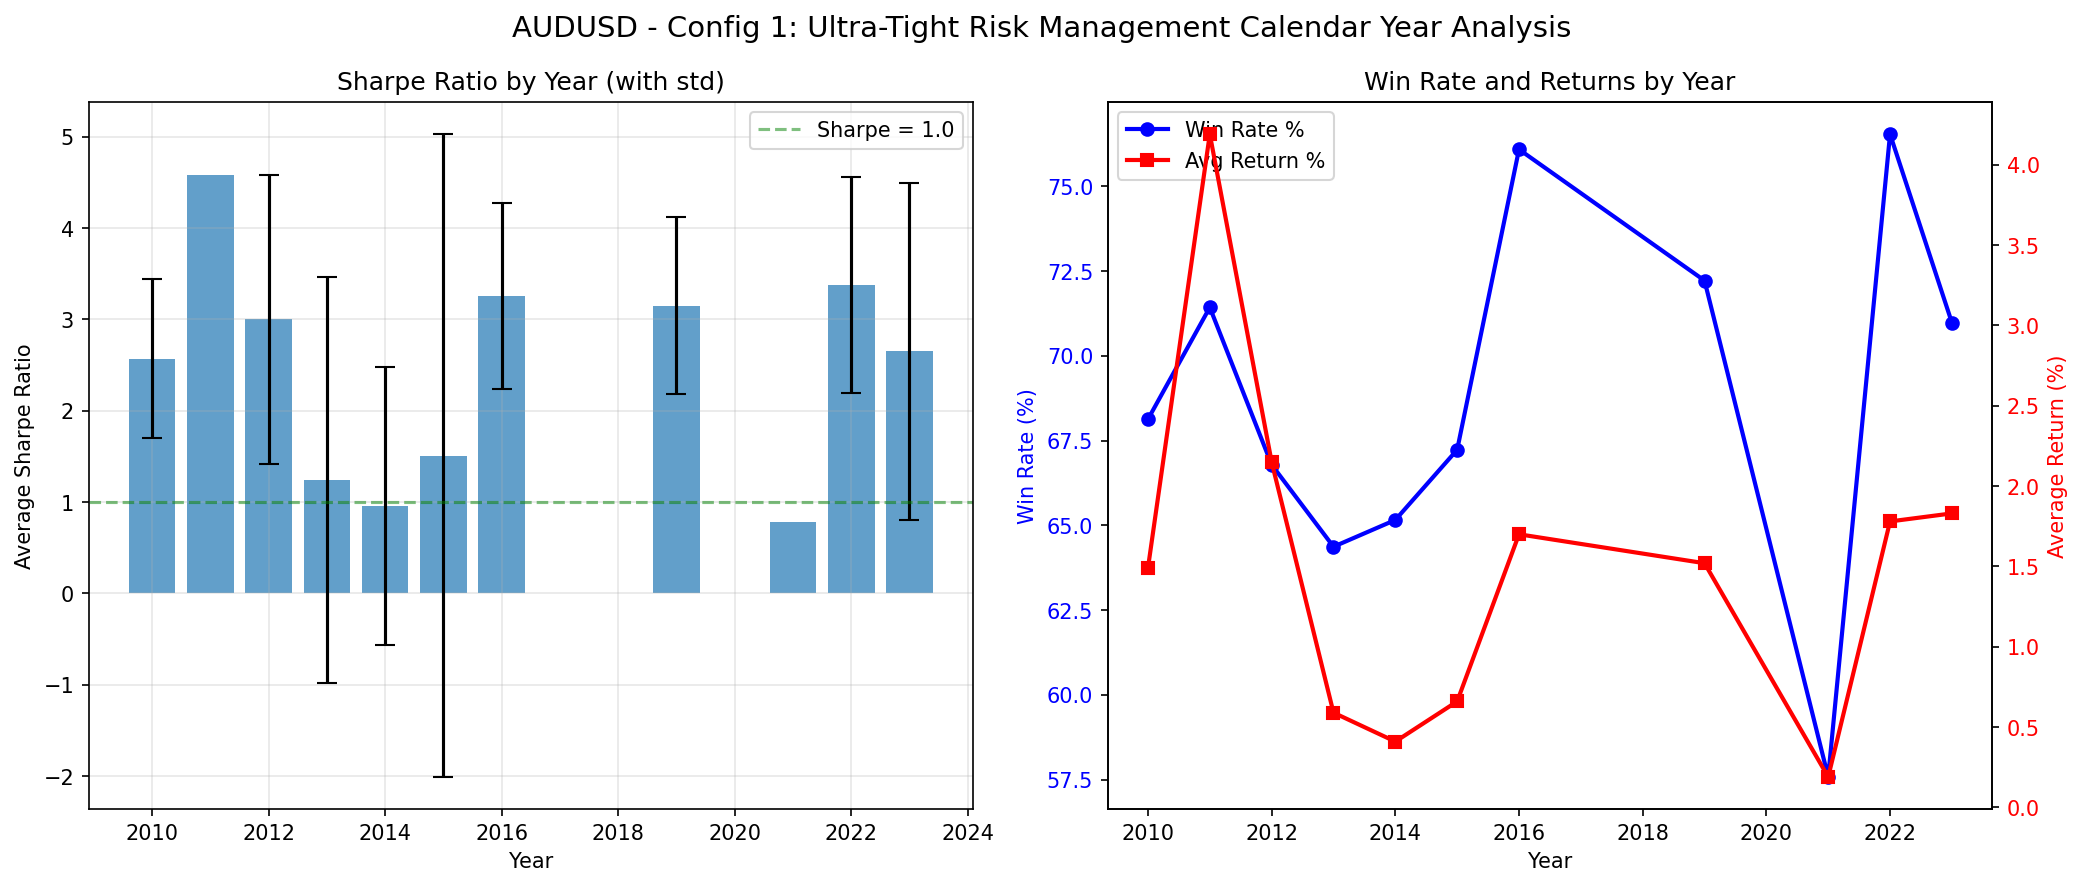 AUDUSD - Config 1: Ultra-Tight Risk Management Calendar Year Analysis
Sharpe Ratio by Year (with std)
Sharpe = 1.0
Average Sharpe Ratio
5
4
3
2
1
0
−1
−2
2010 2012 2014 2016 2018 2020 2022 2024
Year
Win Rate and Returns by Year
Win Rate %
Avg Return %
Win Rate (%)
75.0
72.5
70.0
67.5
65.0
62.5
60.0
57.5
2010 2012 2014 2016 2018 2020 2022
Year
4.0
3.5
3.0
2.5
2.0
1.5
1.0
0.5
0.0
Average Return (%)